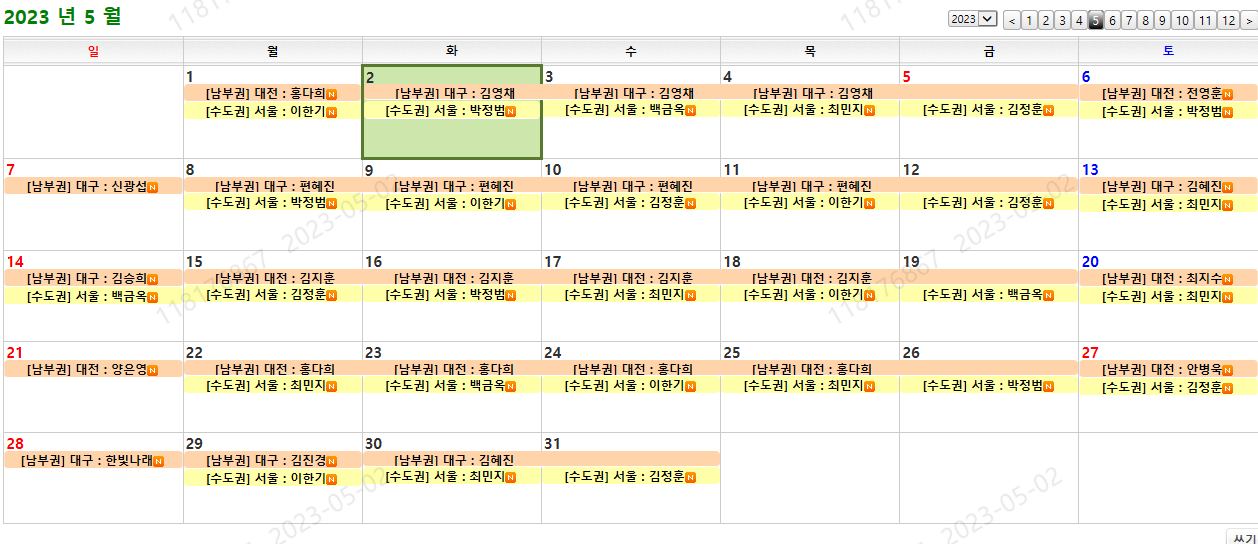 2023 년 5 월
2023 < 1 2 3 4 5 6 7 8 9 10 11 12 >
일 월 화 수 목 금 토
1 2 3 4 5 6
[남부권] 대전 : 홍다희 N [남부권] 대구 : 김영채 [남부권] 대구 : 김영채 [남부권] 대구 : 김영채 [남부권] 대전 : 전영훈 N
[수도권] 서울 : 이한기 N [수도권] 서울 : 박정범 N [수도권] 서울 : 백금옥 N [수도권] 서울 : 최민지 N [수도권] 서울 : 김정훈 N [수도권] 서울 : 박정범 N
7 8 9 10 11 12 13
[남부권] 대구 : 신광섭 N [남부권] 대구 : 편혜진 [남부권] 대구 : 편혜진 [남부권] 대구 : 편혜진 [남부권] 대구 : 편혜진 [남부권] 대구 : 김혜진 N
[수도권] 서울 : 박정범 N [수도권] 서울 : 이한기 N [수도권] 서울 : 김정훈 N [수도권] 서울 : 이한기 N [수도권] 서울 : 김정훈 N [수도권] 서울 : 최민지 N
14 15 16 17 18 19 20
[남부권] 대구 : 김승희 N [남부권] 대전 : 김지훈 [남부권] 대전 : 김지훈 [남부권] 대전 : 김지훈 [남부권] 대전 : 김지훈 [남부권] 대전 : 최지수 N
[수도권] 서울 : 백금옥 N [수도권] 서울 : 김정훈 N [수도권] 서울 : 박정범 N [수도권] 서울 : 최민지 N [수도권] 서울 : 이한기 N [수도권] 서울 : 백금옥 N [수도권] 서울 : 최민지 N
21 22 23 24 25 26 27
[남부권] 대전 : 양은영 N [남부권] 대전 : 홍다희 [남부권] 대전 : 홍다희 [남부권] 대전 : 홍다희 [남부권] 대전 : 홍다희 [남부권] 대전 : 안병욱 N
[수도권] 서울 : 최민지 N [수도권] 서울 : 백금옥 N [수도권] 서울 : 이한기 N [수도권] 서울 : 최민지 N [수도권] 서울 : 박정범 N [수도권] 서울 : 김정훈 N
28 29 30 31
[남부권] 대구 : 한빛나래 N [남부권] 대구 : 김진경 N [남부권] 대구 : 김혜진
[수도권] 서울 : 이한기 N [수도권] 서울 : 최민지 N [수도권] 서울 : 김정훈 N
쓰기
118176867 2023-05-02
118176867 2023-05-02
2023-05-02
2023-05-02